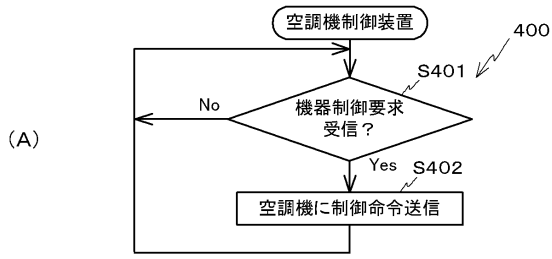 空調機制御装置
400
S401
機器制御要求
受信？
No
(A)
Yes
S402
空調機に制御命令送信